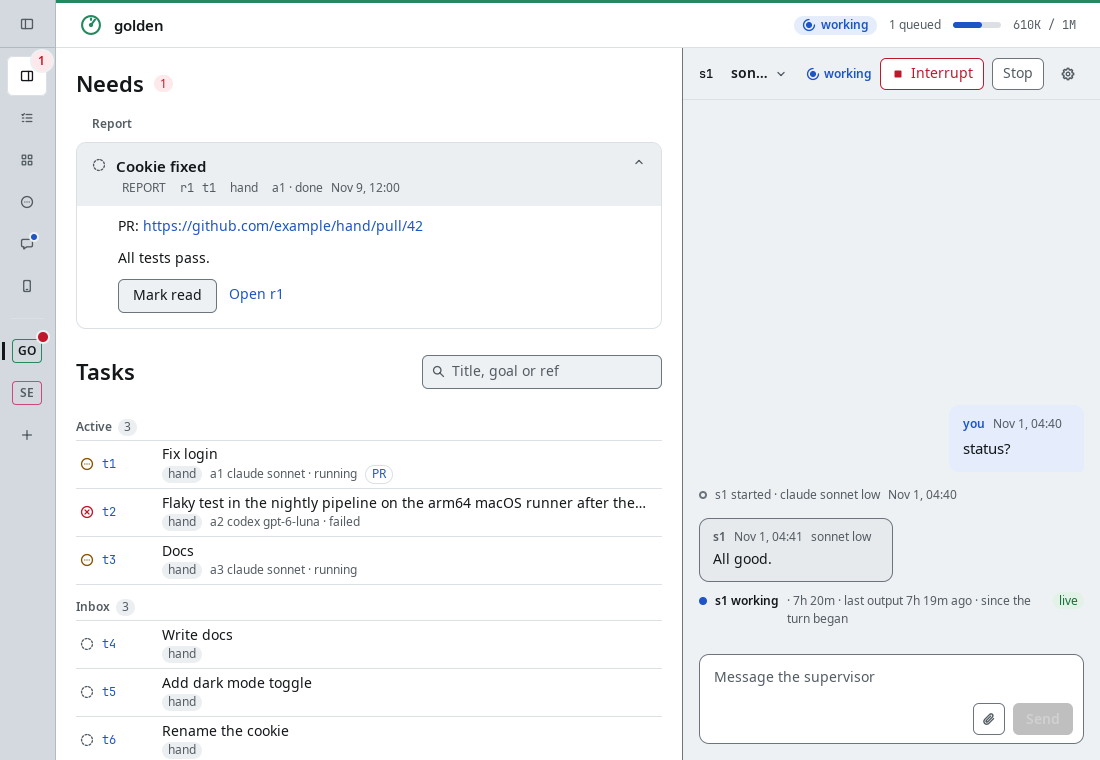 golden
working
1 queued
610K / 1M
1
GO
SE
Needs 1
Report
Cookie fixed
REPORT r1 t1 hand a1 · done Nov 9, 12:00
PR: https://github.com/example/hand/pull/42
All tests pass.
Mark read
Open r1
Tasks
Title, goal or ref
Active 3
t1
Fix login
hand a1 claude sonnet · running PR
t2
Flaky test in the nightly pipeline on the arm64 macOS runner after the…
hand a2 codex gpt-6-luna · failed
t3
Docs
hand a3 claude sonnet · running
Inbox 3
t4
Write docs
hand
t5
Add dark mode toggle
hand
t6
Rename the cookie
hand
s1 son... working Interrupt Stop
you Nov 1, 04:40
status?
s1 started · claude sonnet low Nov 1, 04:40
s1 Nov 1, 04:41 sonnet low
All good.
s1 working · 7h 20m · last output 7h 19m ago · since the
turn began
live
Message the supervisor
Send